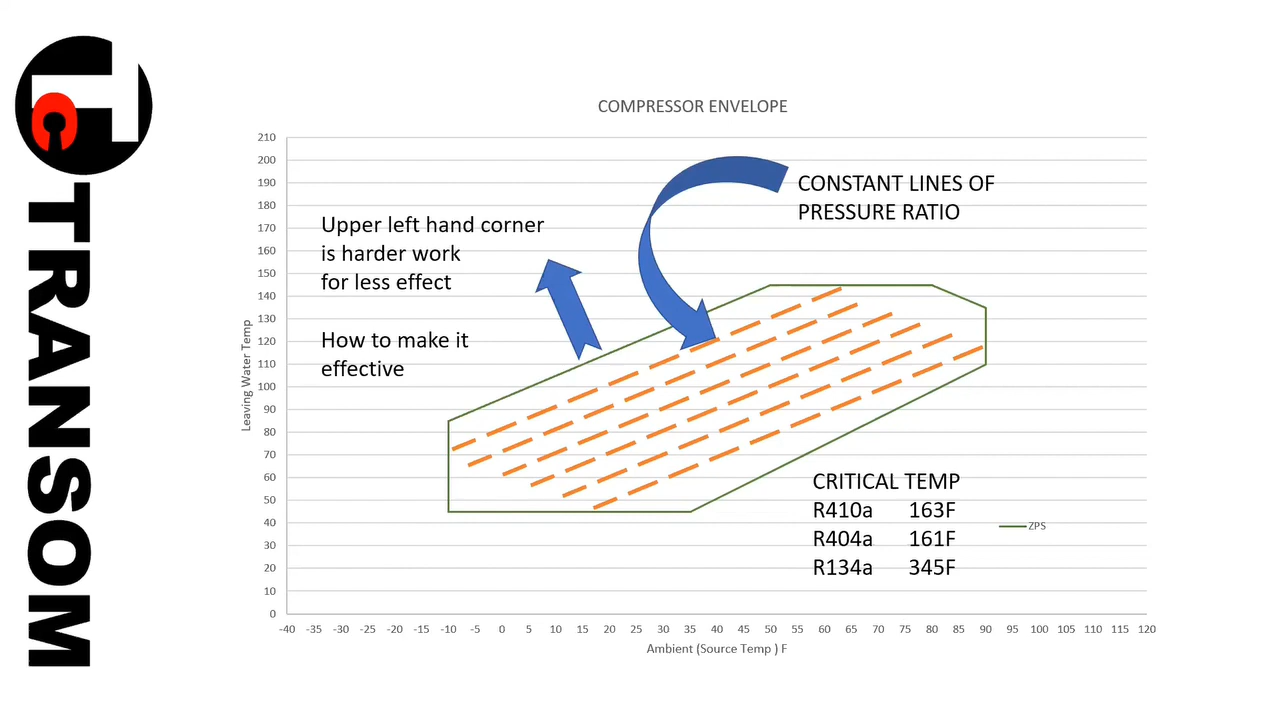 TC
TRANSOM
COMPRESSOR ENVELOPE
210
200
190
180
170
160
150
140
130
120
110
100
90
80
70
60
50
40
30
20
10
0
Leaving Water Temp
Upper left hand corner
is harder work
for less effect
How to make it
effective
CONSTANT LINES OF
PRESSURE RATIO
CRITICAL TEMP
R410a 163F
R404a 161F
R134a 345F
ZPS
-40 -35 -30 -25 -20 -15 -10 -5 0 5 10 15 20 25 30 35 40 45 50 55 60 65 70 75 80 85 90 95 100 105 110 115 120
Ambient (Source Temp ) F